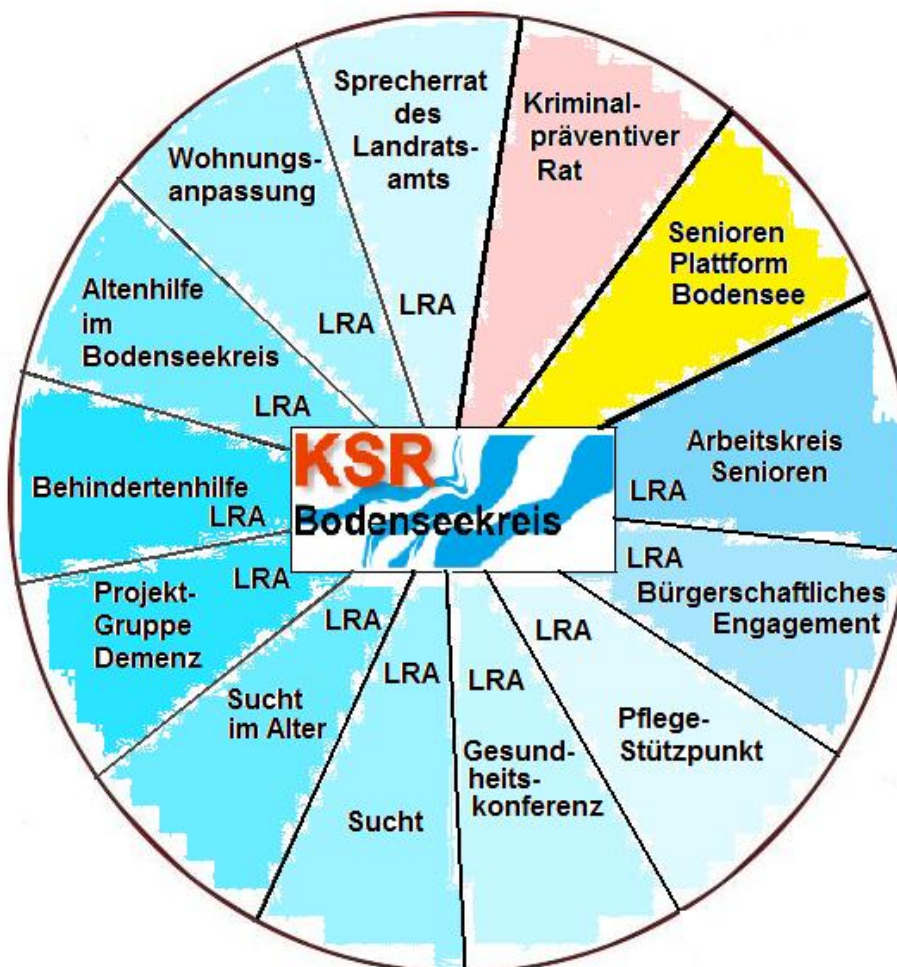 Sprecherrat
des
Landrats-
amts
LRA
Kriminal-
präventiver
Rat
Senioren
Plattform
Bodensee
Arbeitskreis
Senioren
LRA
LRA
Bürgerschaftliches
Engagement
LRA
Pflege-
Stützpunkt
LRA
Gesund-
heits-
konferenz
LRA
Sucht
LRA
Sucht
im Alter
LRA
Projekt-
Gruppe
Demenz
Behindertenhilfe
LRA
Altenhilfe
im
Bodenseekreis
LRA
Wohnungs-
anpassung
LRA
KSR
Bodenseekreis